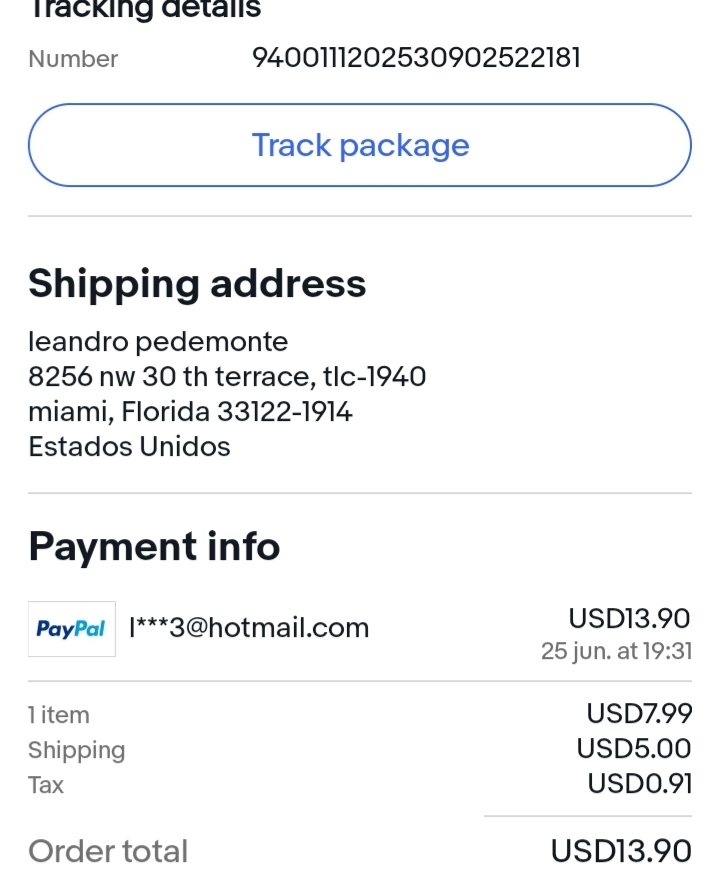 Tracking details
Number 9400111202530902522181
Track package
Shipping address
leandro pedemonte
8256 nw 30 th terrace, tlc-1940
miami, Florida 33122-1914
Estados Unidos
Payment info
PayPal l***3@hotmail.com USD13.90
25 jun. at 19:31
1 item USD7.99
Shipping USD5.00
Tax USD0.91
Order total USD13.90